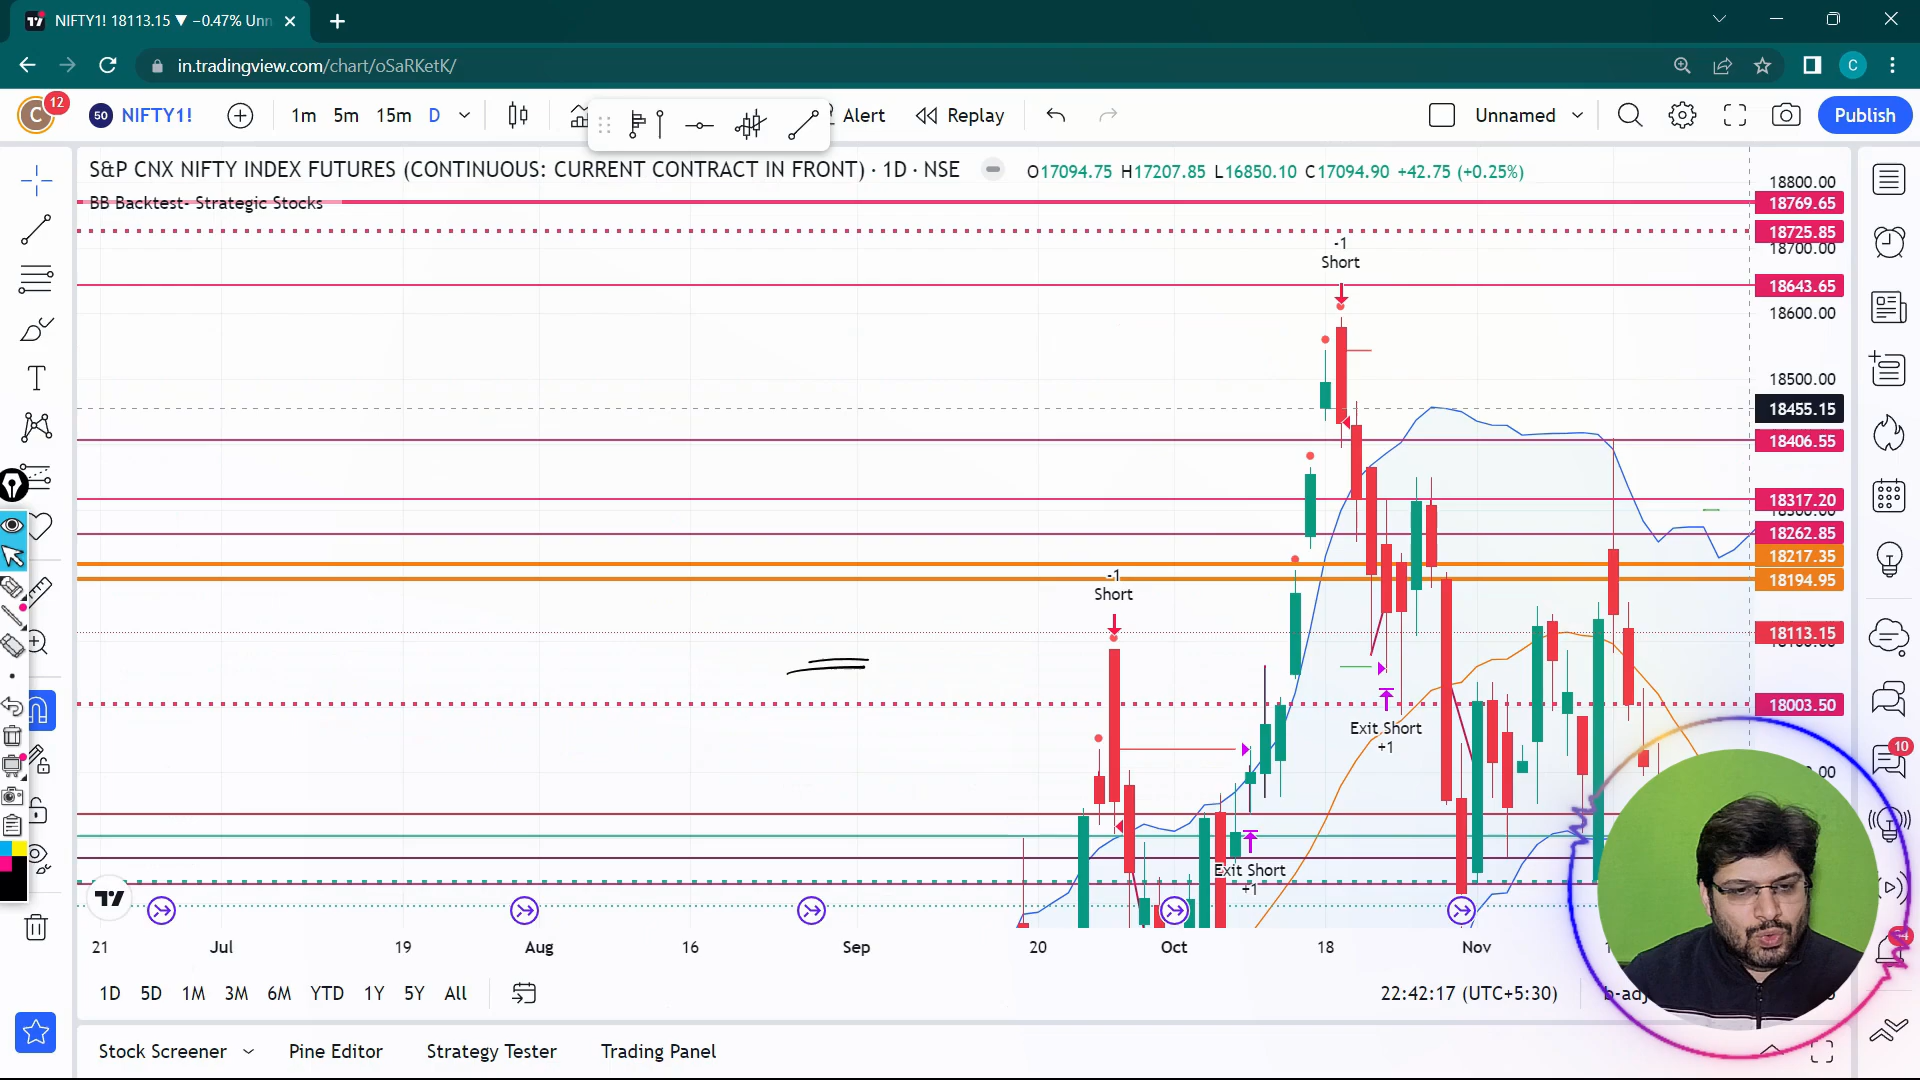 NIFTY1! 18113.15 ▼ −0.47% Unn
in.tradingview.com/chart/oSaRKetK/
C
C
12
50 NIFTY1!
1m 5m 15m D
Alert
Replay
Unnamed
Publish
S&P CNX NIFTY INDEX FUTURES (CONTINUOUS: CURRENT CONTRACT IN FRONT) · 1D · NSE
O17094.75 H17207.85 L16850.10 C17094.90 +42.75 (+0.25%)
BB Backtest- Strategic Stocks
18800.00
18769.65
18725.85
18700.00
18643.65
18600.00
18500.00
18455.15
18406.55
18317.20
18262.85
18217.35
18194.95
18113.15
18003.50
-1
Short
-1
Short
Exit Short
+1
Exit Short
+1
10
21 Jul 19 Aug 16 Sep 20 Oct 18 Nov
1D 5D 1M 3M 6M YTD 1Y 5Y All
22:42:17 (UTC+5:30)
b-adj
Stock Screener Pine Editor Strategy Tester Trading Panel